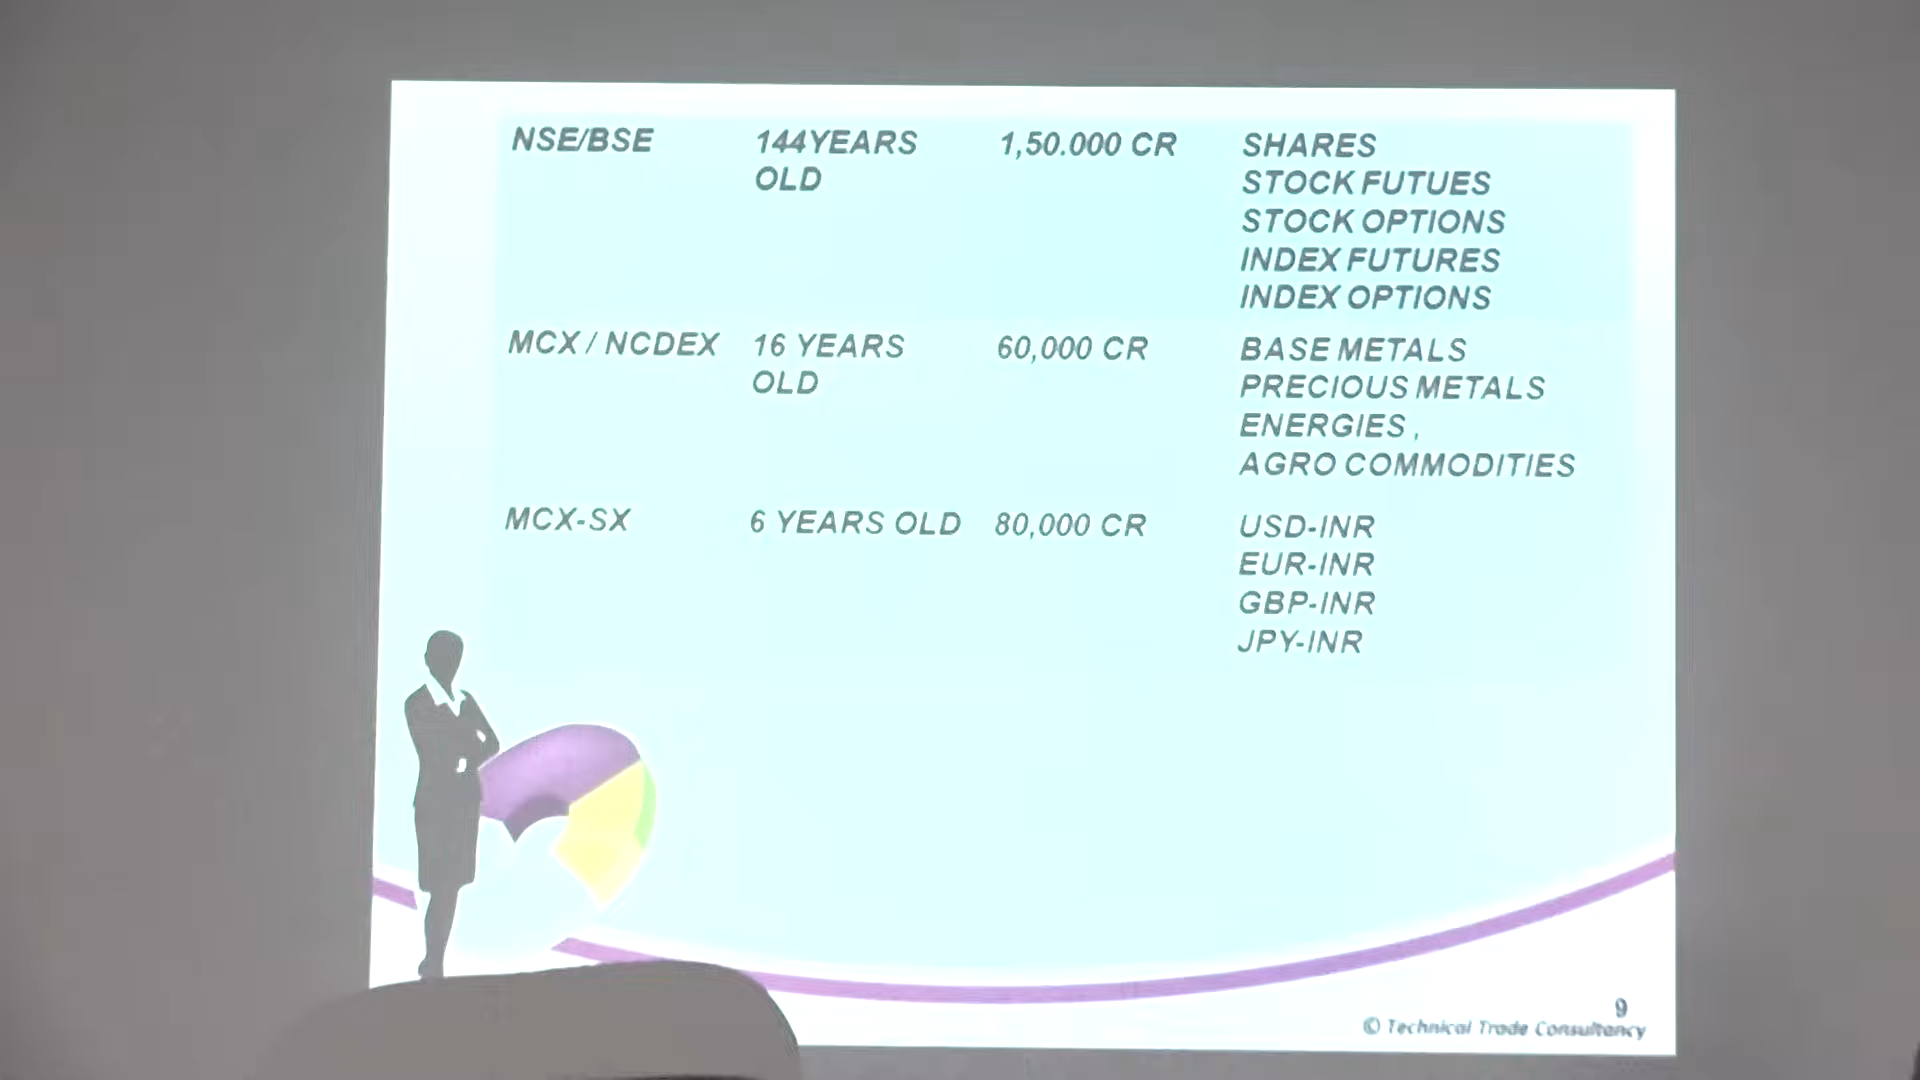 NSE/BSE 144YEARS 1,50.000 CR SHARES
OLD STOCK FUTUES
STOCK OPTIONS
INDEX FUTURES
INDEX OPTIONS
MCX / NCDEX 16 YEARS 60,000 CR BASE METALS
OLD PRECIOUS METALS
ENERGIES ,
AGRO COMMODITIES
MCX-SX 6 YEARS OLD 80,000 CR USD-INR
EUR-INR
GBP-INR
JPY-INR
9
© Technical Trade Consultancy